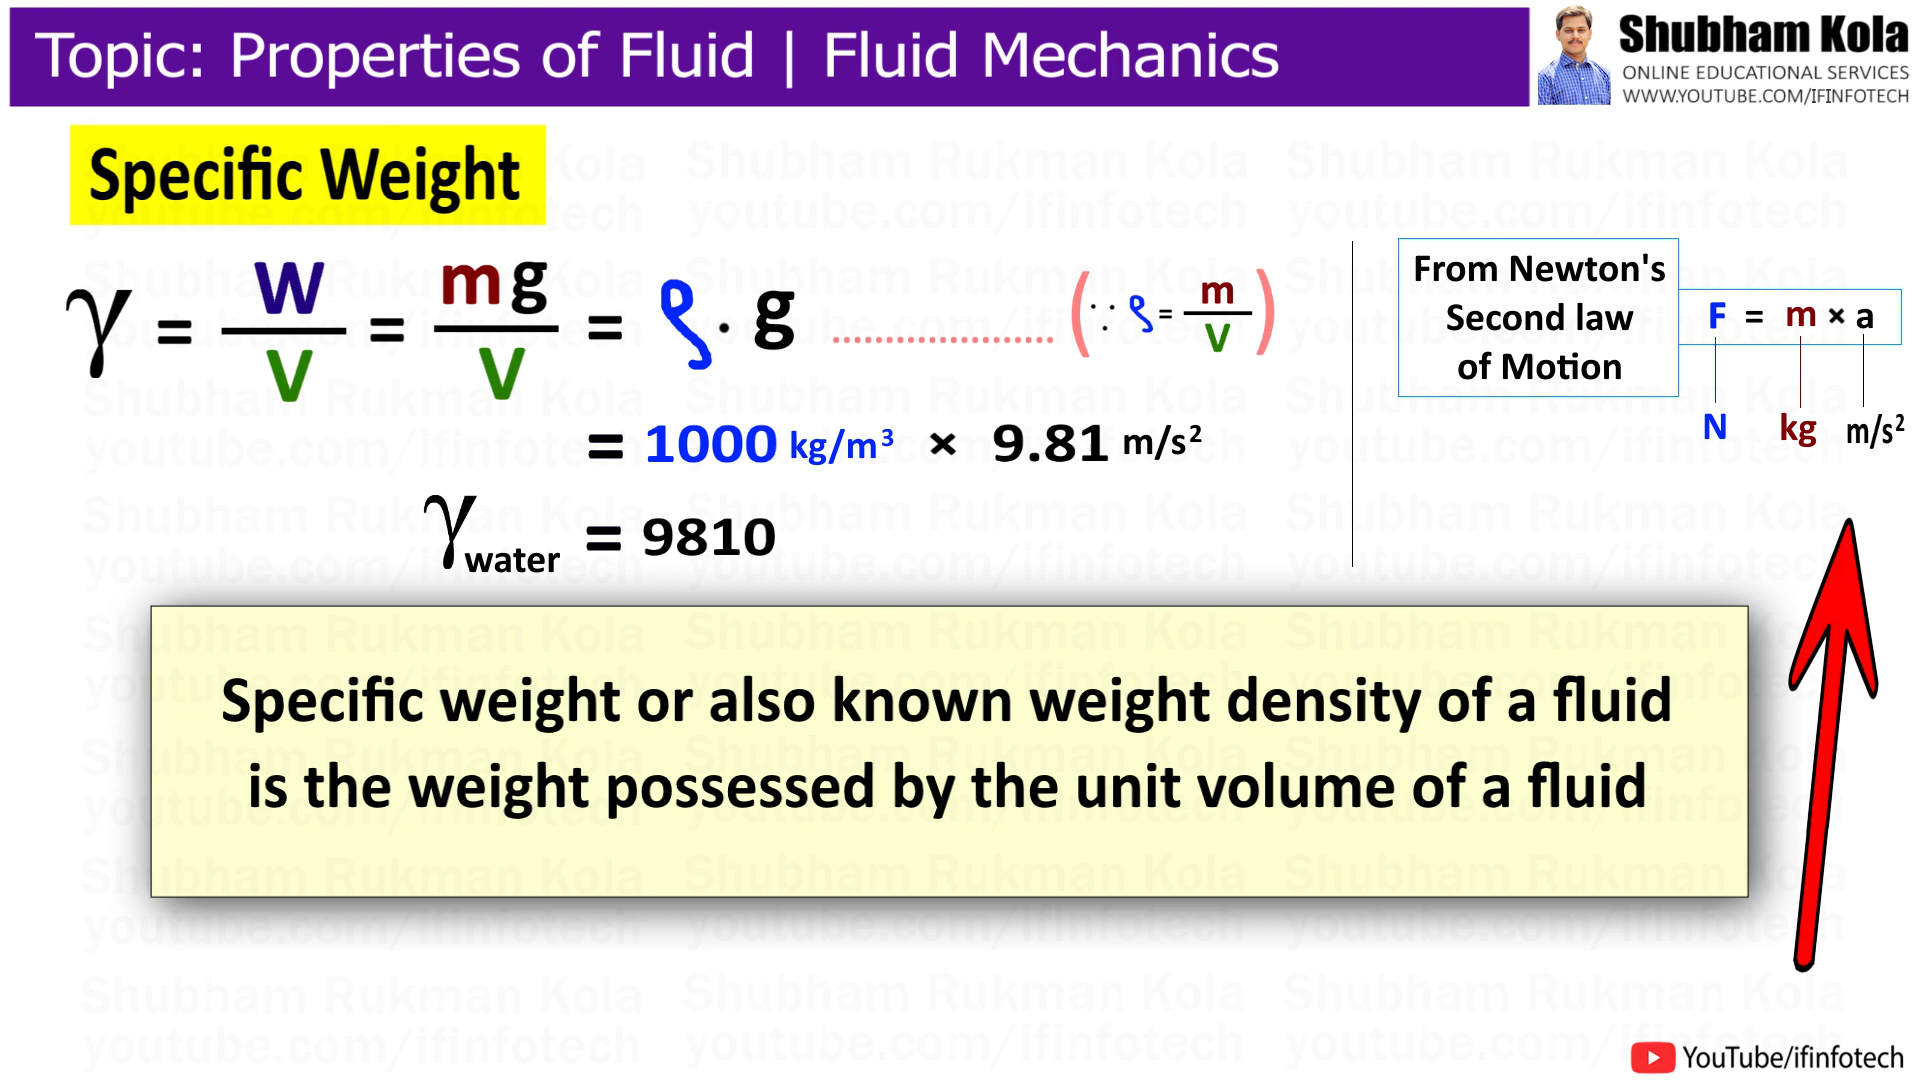 Topic: Properties of Fluid | Fluid Mechanics
Shubham Kola
ONLINE EDUCATIONAL SERVICES
WWW.YOUTUBE.COM/IFINFOTECH
Specific Weight
γ = W/V = mg/V = ρ · g .................... (∵ ρ = m/V)
= 1000 kg/m³ × 9.81 m/s²
γwater = 9810
From Newton's
Second law
of Motion
F = m × a
N kg m/s²
Specific weight or also known weight density of a fluid
is the weight possessed by the unit volume of a fluid
YouTube/ifinfotech
Shubham Rukman Kola
youtube.com/ifinfotech